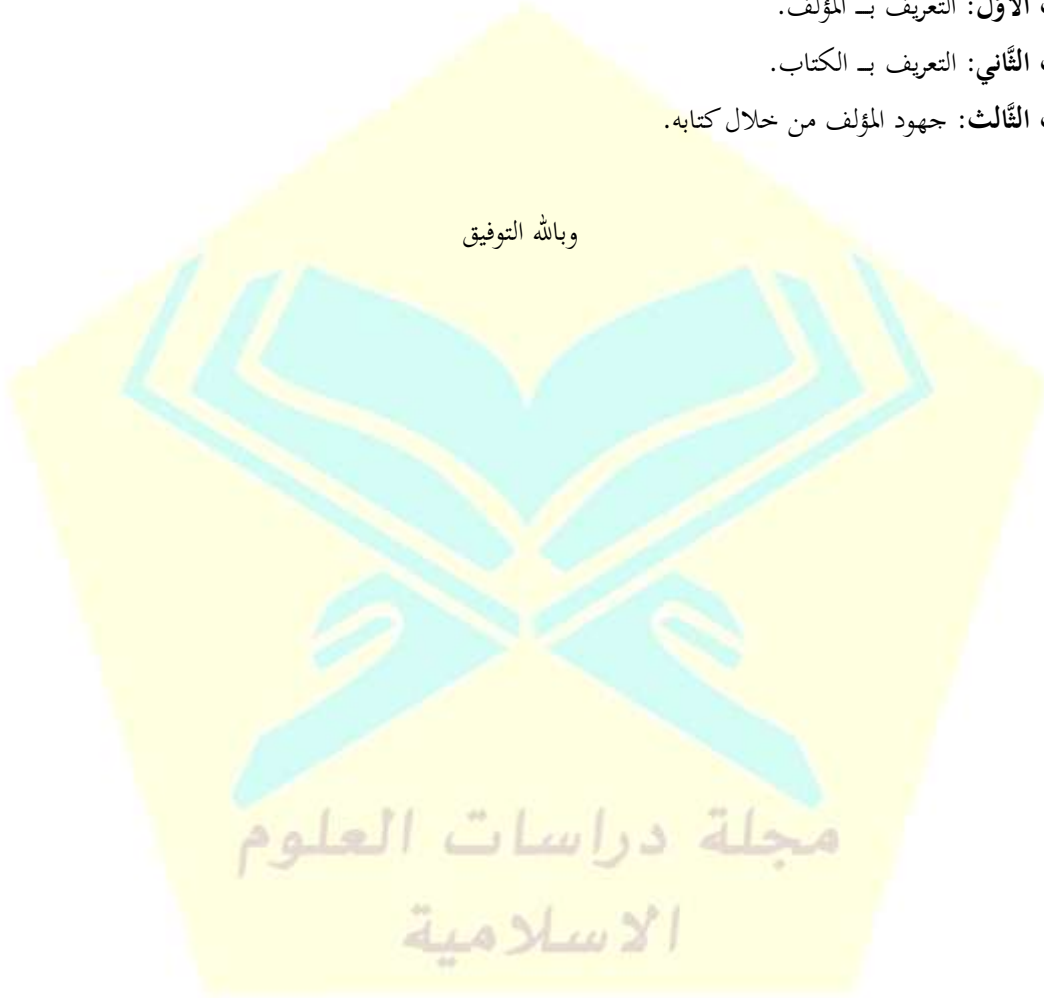 الأول: التعريف بـ المؤلف.
الثَّاني: التعريف بـ الكتاب.
الثَّالث: جهود المؤلف من خلال كتابه.
وبالله التوفيق
مجلة دراسات العلوم
الاسلامية